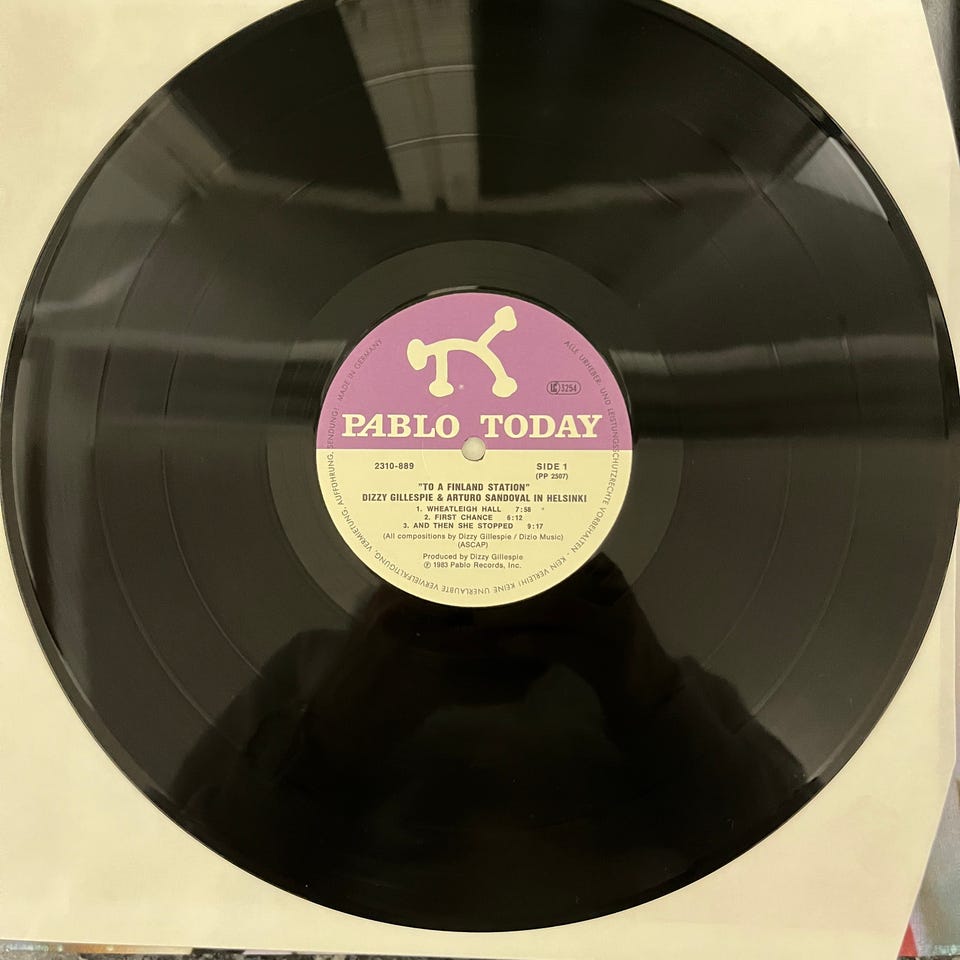 PABLO TODAY
LC 3254
2310-889
SIDE 1
(PP 2507)
"TO A FINLAND STATION"
DIZZY GILLESPIE & ARTURO SANDOVAL IN HELSINKI
1. WHEATLEIGH HALL 7:58
2. FIRST CHANCE 6:12
3. AND THEN SHE STOPPED 9:17
(All compositions by Dizzy Gillespie / Dizio Music)
(ASCAP)
Produced by Dizzy Gillespie
℗ 1983 Pablo Records, Inc.
ALLE URHEBER- UND LEISTUNGSSCHUTZRECHTE VORBEHALTEN - KEIN VERLEIH! KEINE UNERLAUBTE VERVIELFÄLTIGUNG, VERMIETUNG, AUFFÜHRUNG, SENDUNG! MADE IN GERMANY